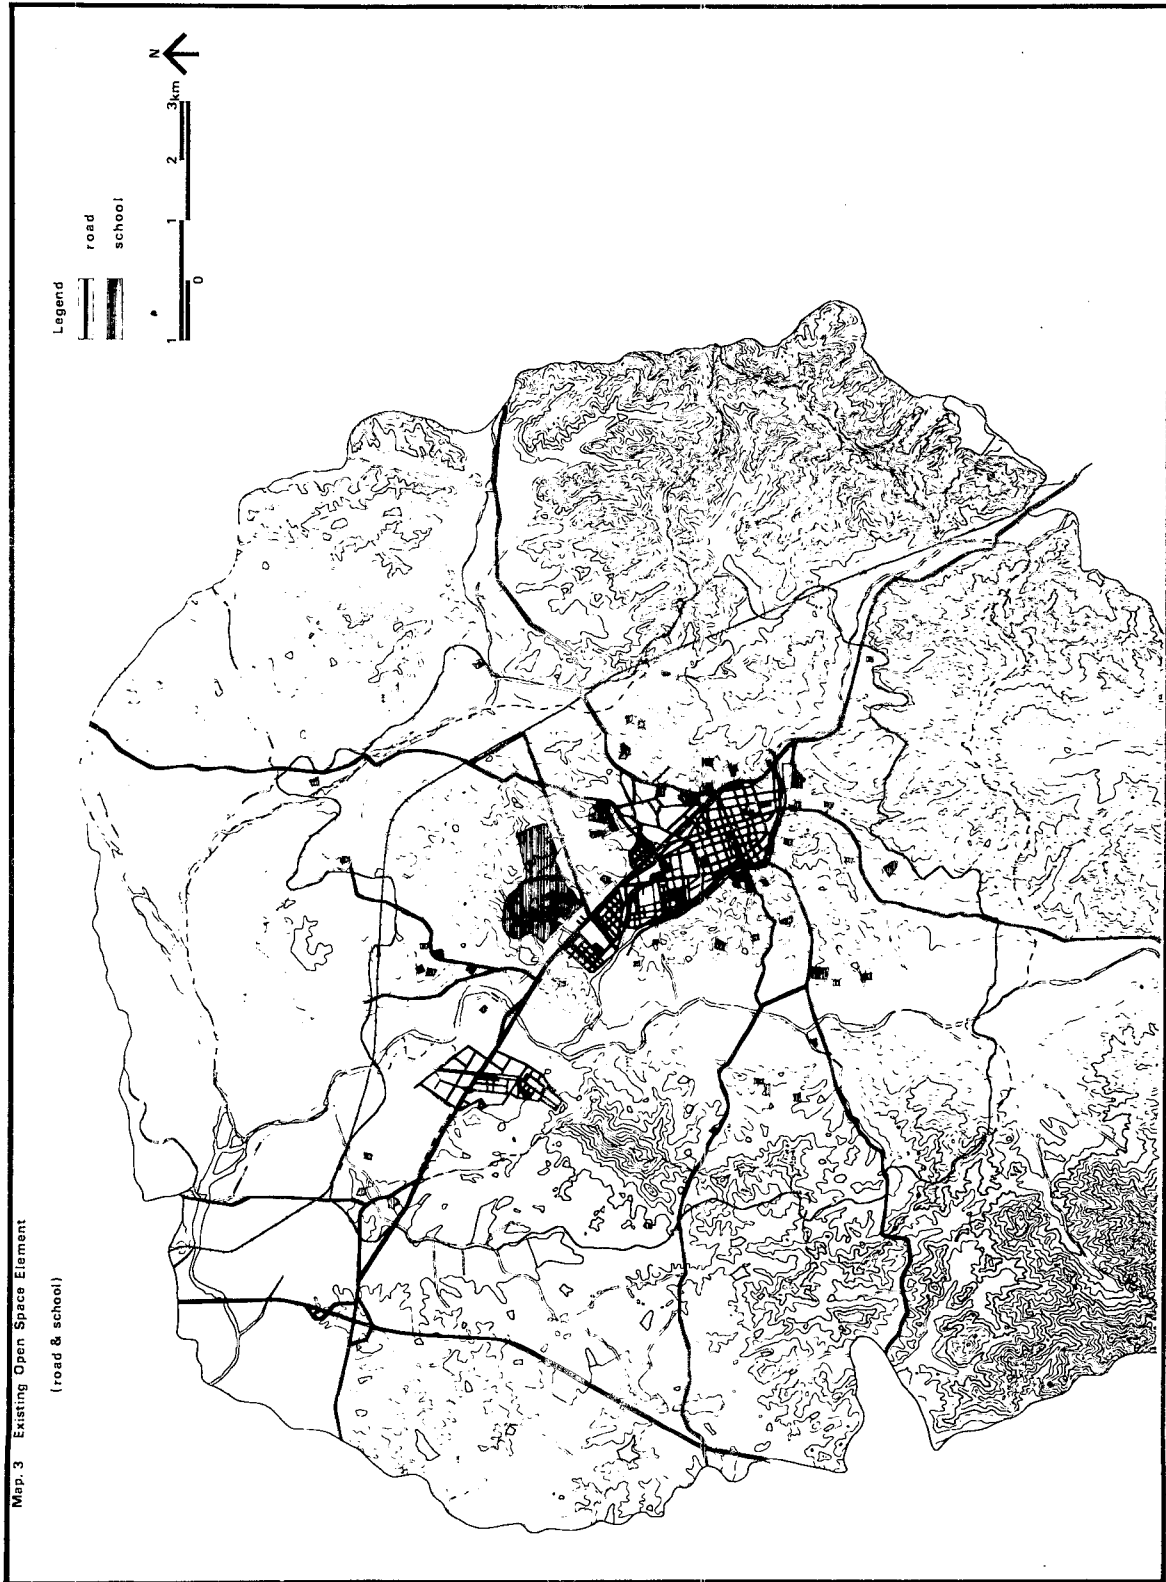 Map. 3 Existing Open Space Element
(road & school)
Legend
road
school
1 0 1 2 3km
N